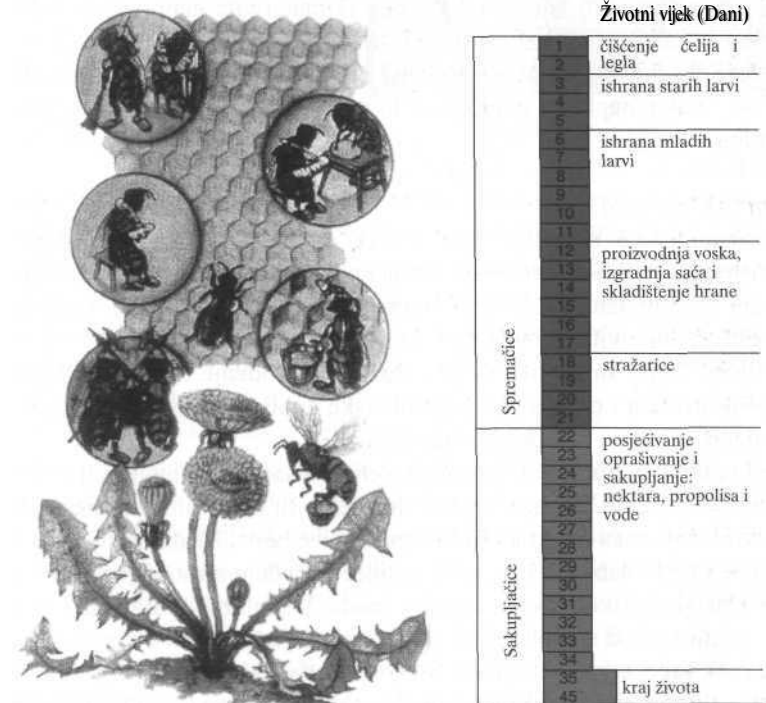 Životni vijek (Dani)
1 čišćenje ćelija i
2 legla
3 ishrana starih larvi
4
5
6 ishrana mladih
7 larvi
8
9
10
11
12 proizvodnja voska,
13 izgradnja saća i
14 skladištenje hrane
15
16
17
18 stražarice
19
20
21
Spremačice
22 posjećivanje
23 oprašivanje i
24 sakupljanje:
25 nektara, propolisa i
26 vode
27
28
29
30
31
32
33
34
35 kraj života
45
Sakupljačice